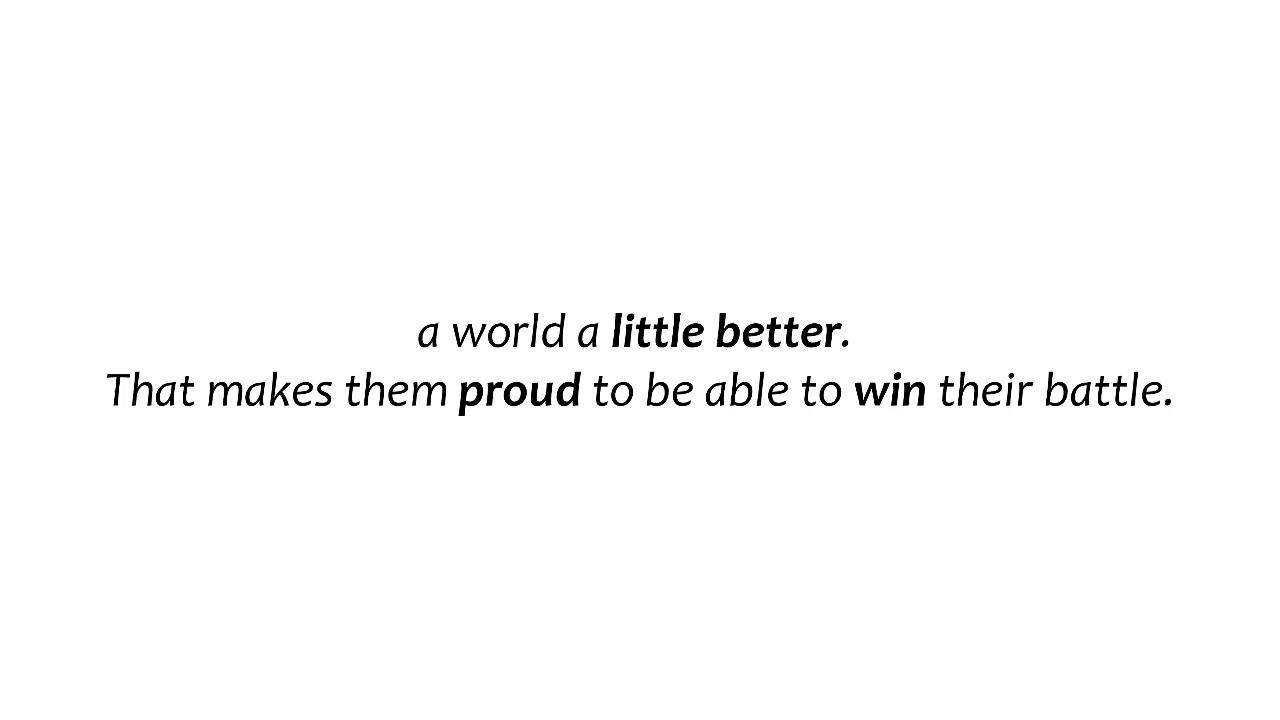 a world a little better.
That makes them proud to be able to win their battle.